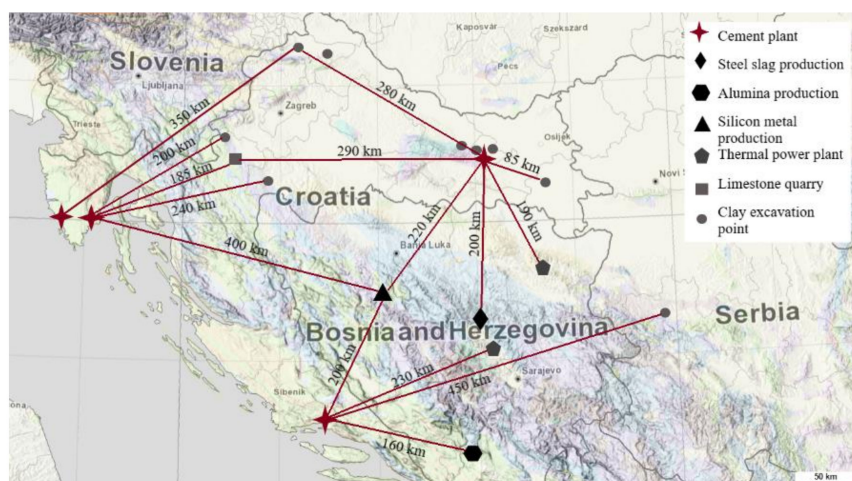 Kaposvár
Szekszard
Slovenia
Ljubljana
Pecs
Zagreb
Trieste
350 km
280 km
200 km
185 km
290 km
85 km
Osijek
Novi S
240 km
Croatia
400 km
220 km
200 km
190 km
Banja Luka
Bosnia and Herzegovina
Serbia
200 km
230 km
450 km
Sarajevo
Sibenik
160 km
ona
50 km
Cement plant
Steel slag production
Alumina production
Silicon metal
production
Thermal power plant
Limestone quarry
Clay excavation
point